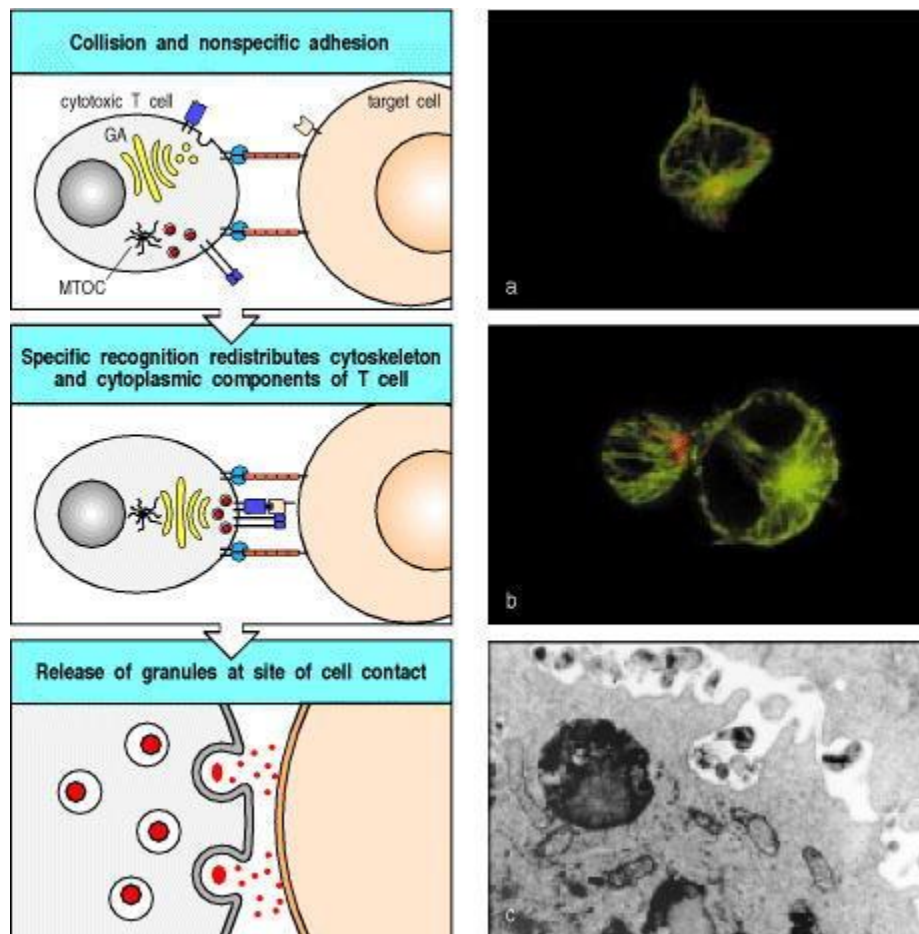 Collision and nonspecific adhesion
cytotoxic T cell
target cell
GA
MTOC
a
Specific recognition redistributes cytoskeleton
and cytoplasmic components of T cell
b
Release of granules at site of cell contact
c